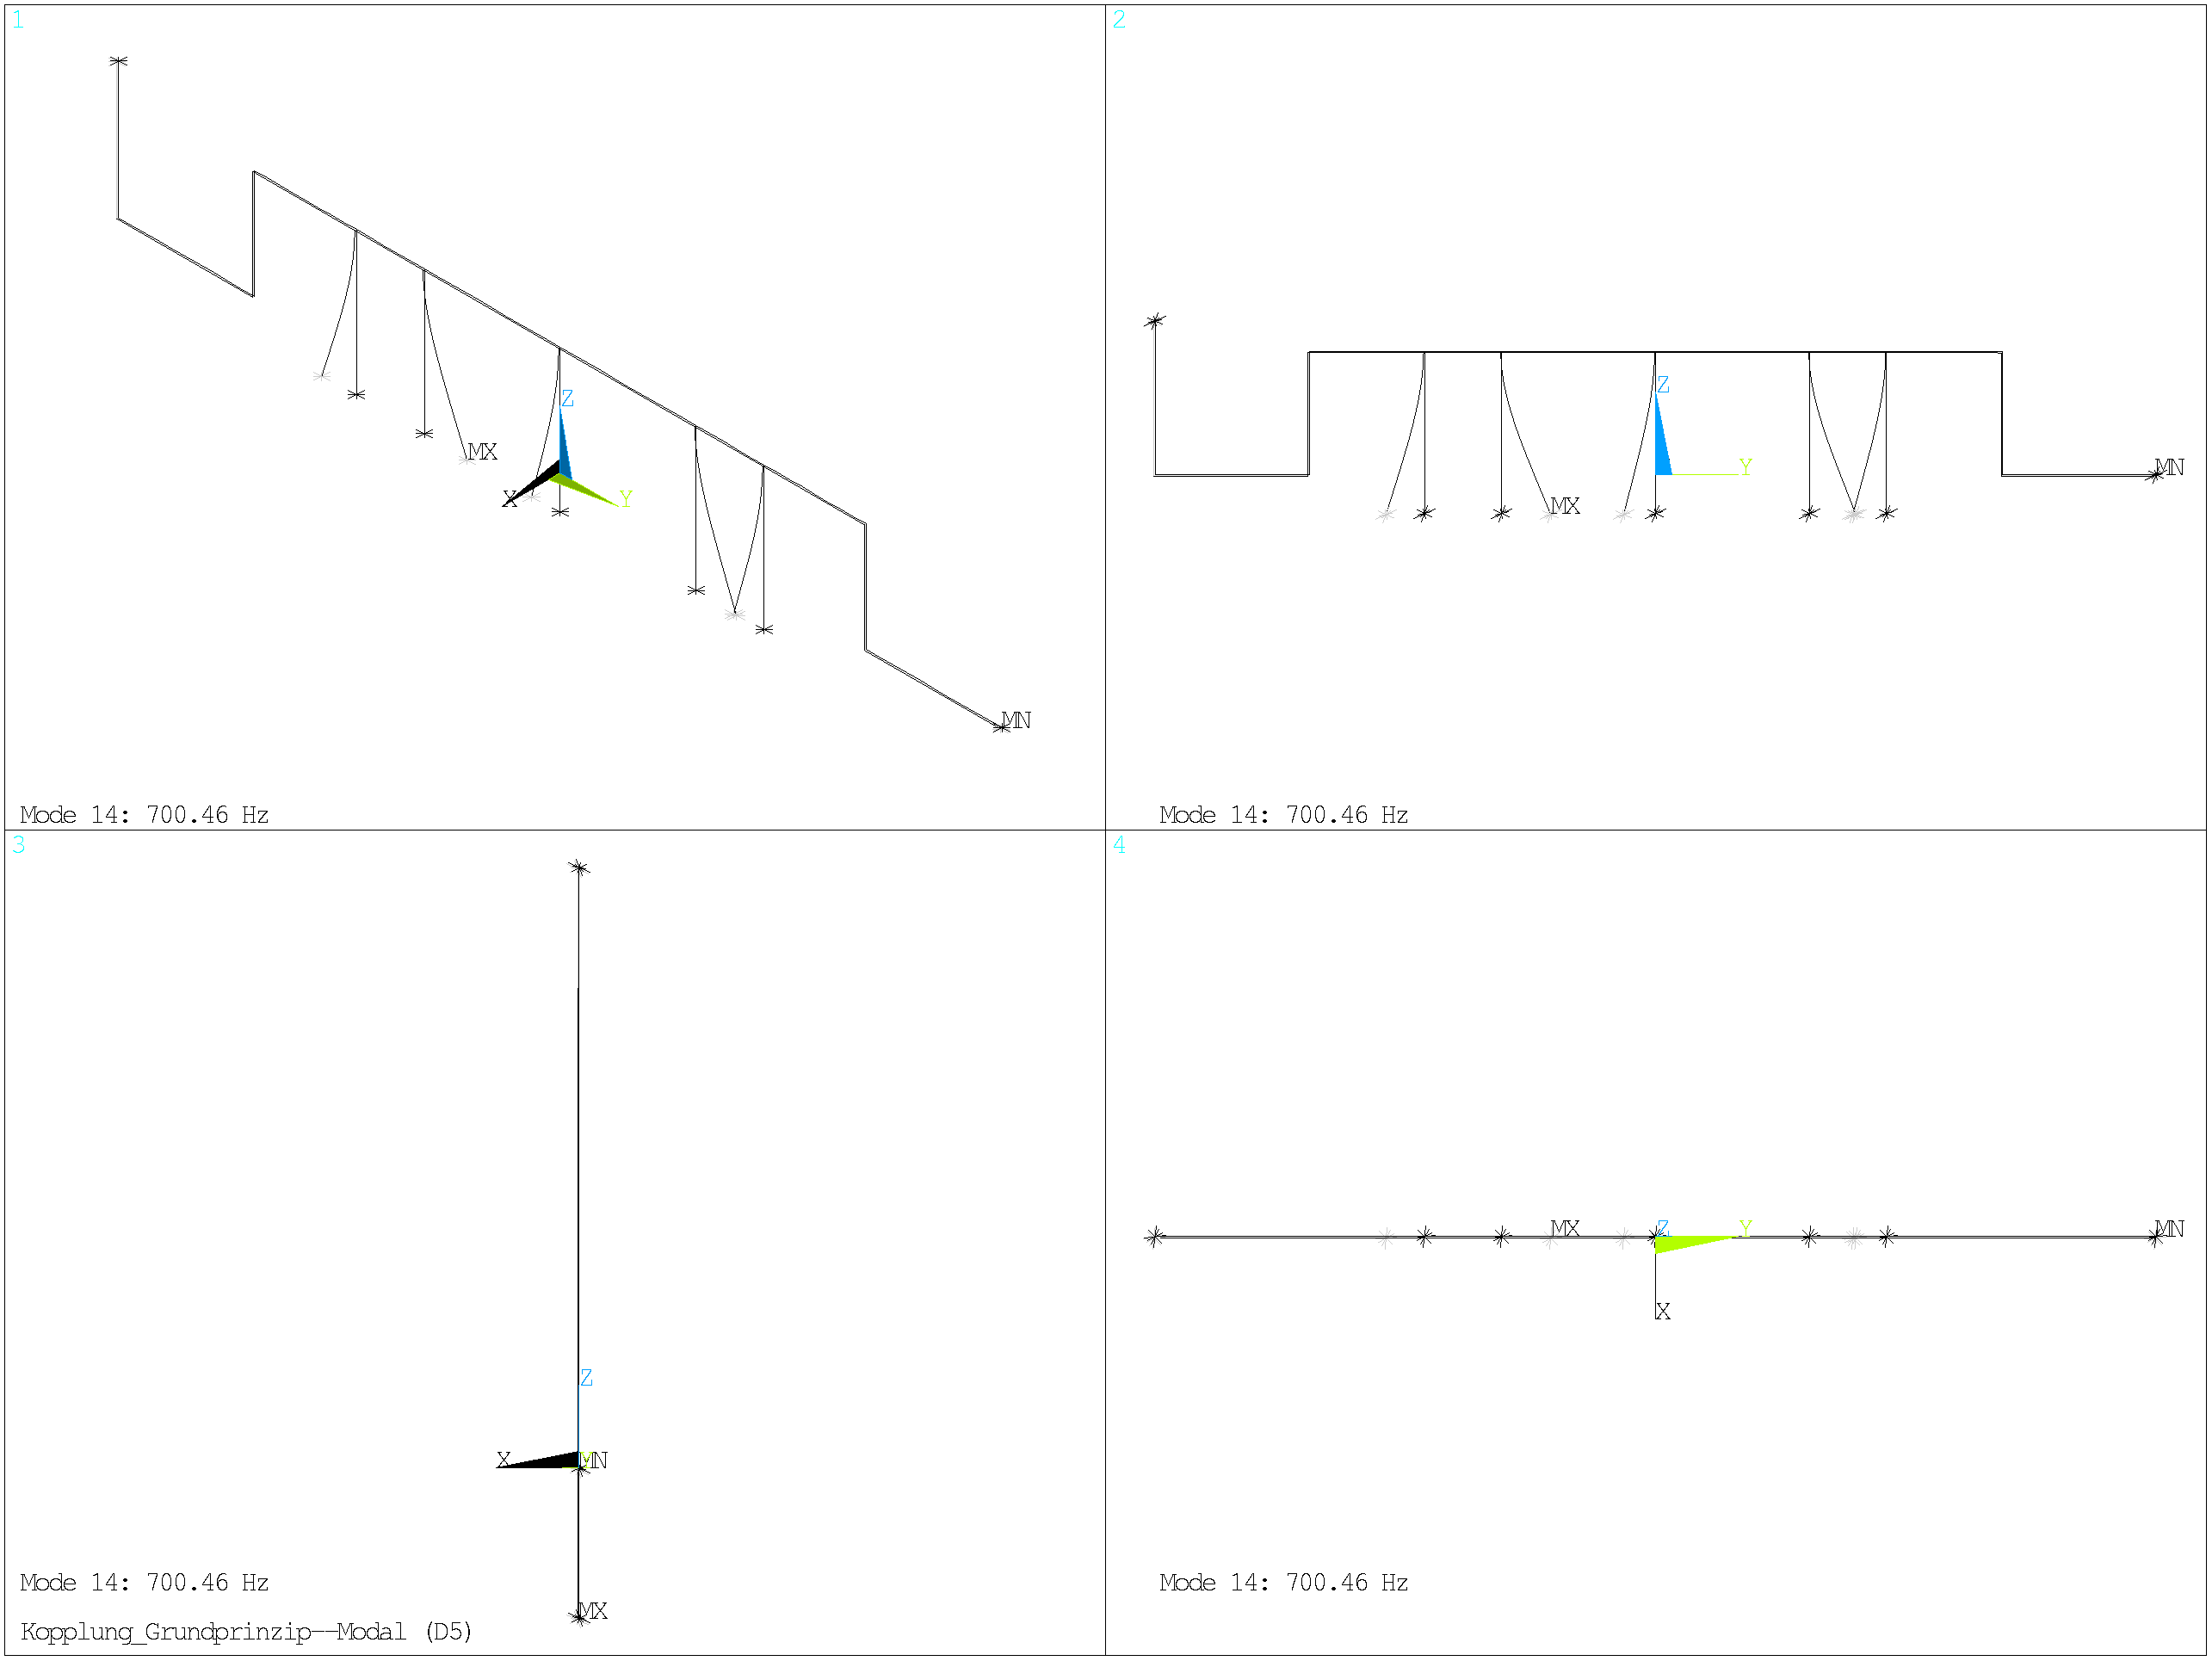 1
Z
MX
X
Y
MN
Mode 14: 700.46 Hz
2
Z
Y
MN
MX
Mode 14: 700.46 Hz
3
Z
X
Y
MN
MX
Mode 14: 700.46 Hz
Kopplung_Grundprinzip--Modal (D5)
4
MX
Z
Y
MN
X
Mode 14: 700.46 Hz